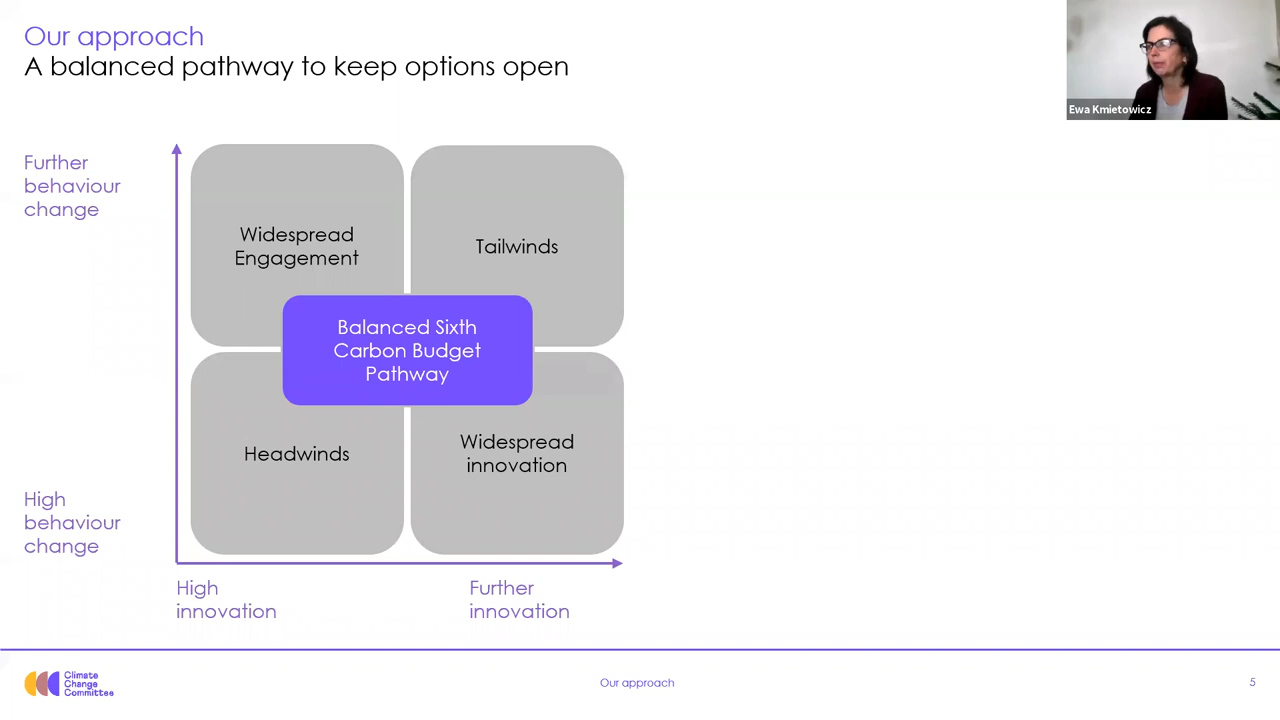 Our approach
A balanced pathway to keep options open
Ewa Kmietowicz
Further
behaviour
change
Widespread
Engagement
Tailwinds
Balanced Sixth
Carbon Budget
Pathway
Headwinds
Widespread
innovation
High
behaviour
change
High
innovation
Further
innovation
Climate
Change
Committee
Our approach
5